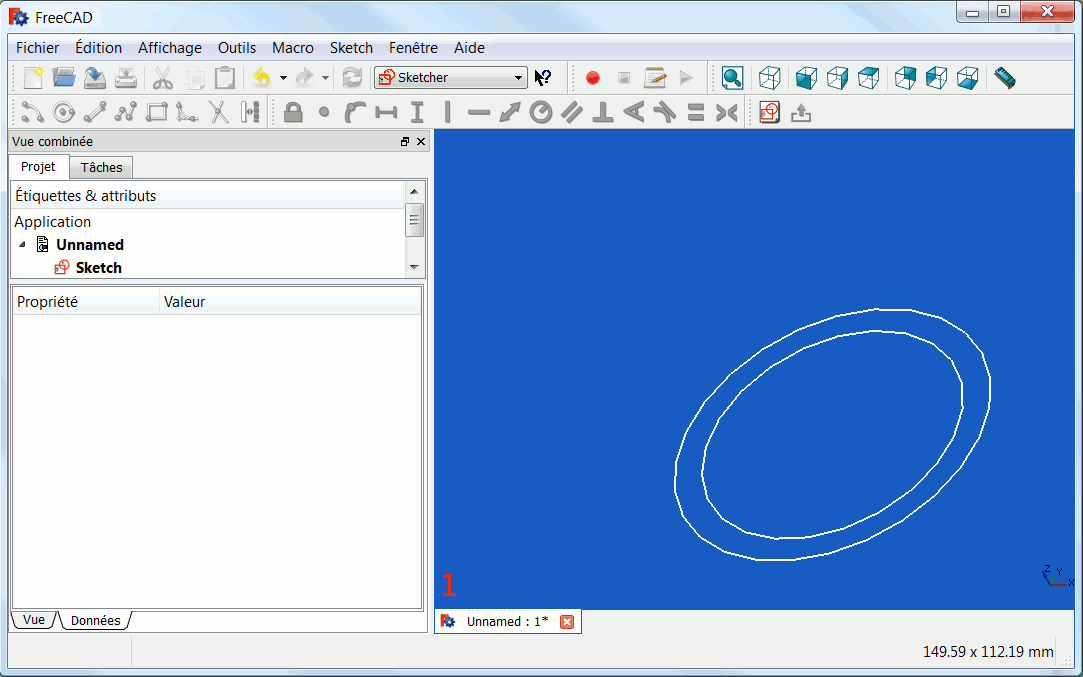 FreeCAD
Fichier Édition Affichage Outils Macro Sketch Fenêtre Aide
Sketcher
Vue combinée
Projet Tâches
Étiquettes & attributs
Application
Unnamed
Sketch
Propriété Valeur
Vue Données
1
Z Y X
Unnamed : 1*
149.59 x 112.19 mm